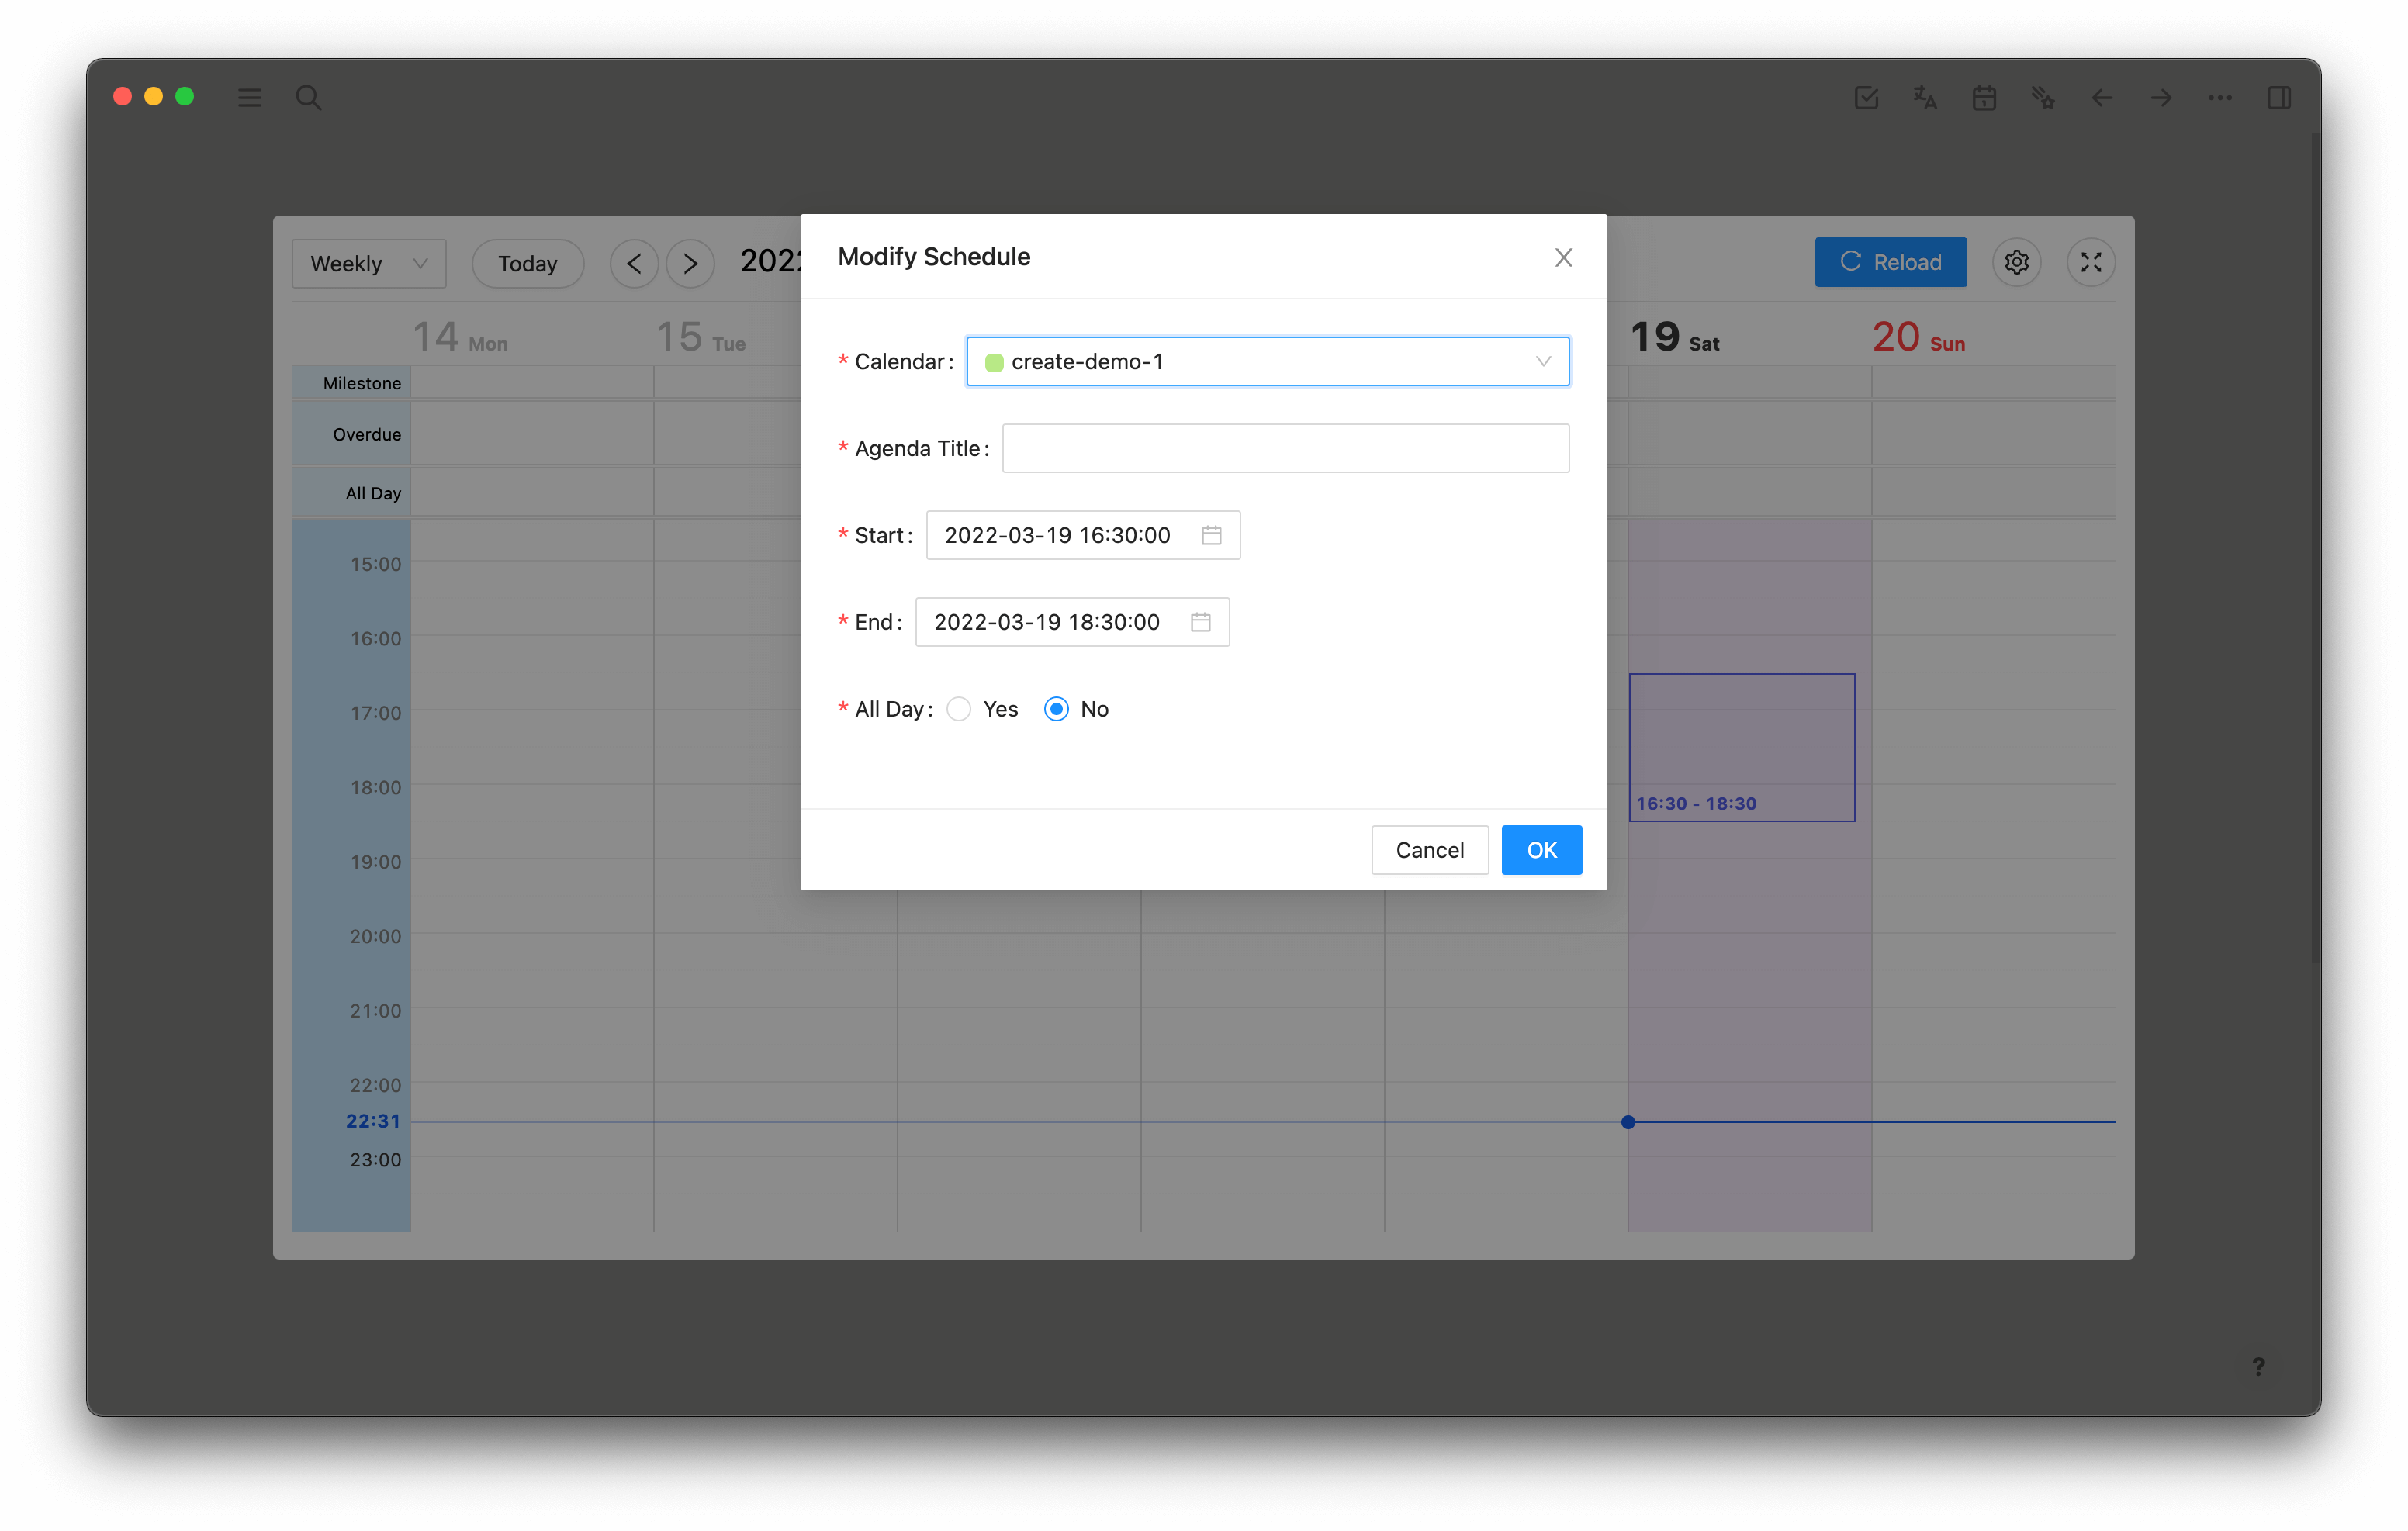 Weekly Today 2022 Reload
14 Mon 15 Tue 19 Sat 20 Sun
Milestone
Overdue
All Day
15:00
16:00
17:00
18:00
19:00
20:00
21:00
22:00
22:31
23:00
16:30 - 18:30
Modify Schedule
* Calendar: create-demo-1
* Agenda Title:
* Start: 2022-03-19 16:30:00
* End: 2022-03-19 18:30:00
* All Day: Yes No
Cancel OK
?